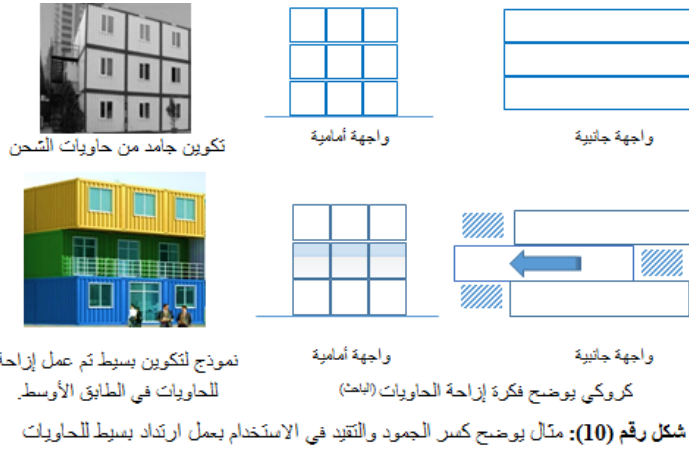 واجهة جانبية
واجهة أمامية
تكوين جامد من حاويات الشحن
واجهة جانبية
واجهة أمامية
نموذج لتكوين بسيط تم عمل إزاحة
للحاويات في الطابق الأوسط.
كروكي يوضح فكرة إزاحة الحاويات (الباحث)
شكل رقم (10): مثال يوضح كسر الجمود والتقيد في الاستخدام بعمل ارتداد بسيط للحاويات